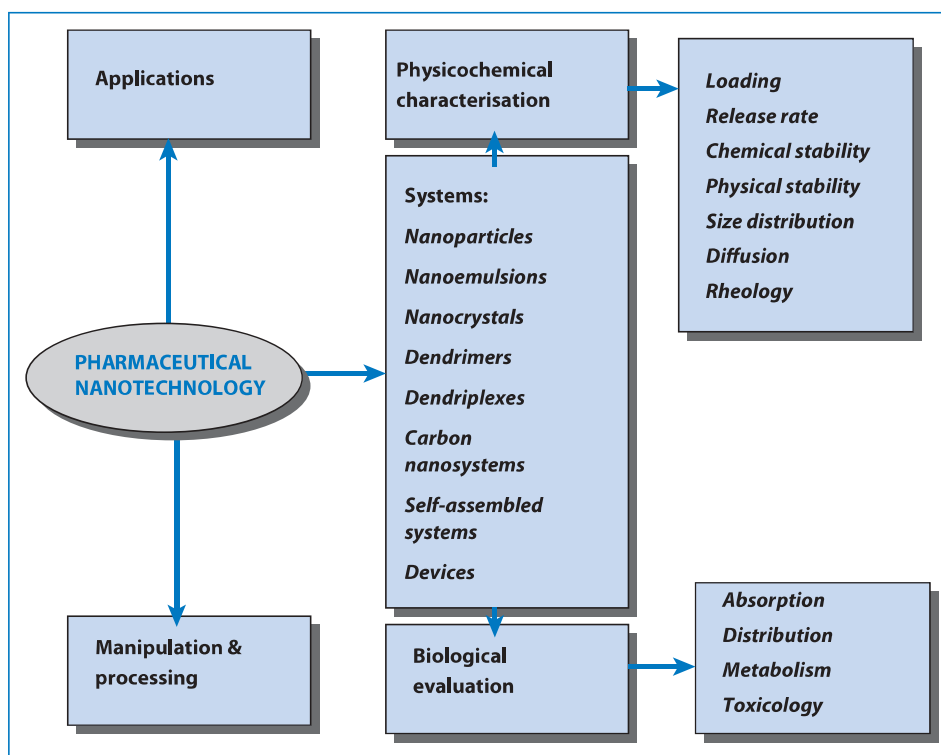 Applications
Physicochemical
characterisation
Loading
Release rate
Chemical stability
Physical stability
Size distribution
Diffusion
Rheology
Systems:
Nanoparticles
Nanoemulsions
Nanocrystals
Dendrimers
Dendriplexes
Carbon
nanosystems
Self-assembled
systems
Devices
PHARMACEUTICAL
NANOTECHNOLOGY
Manipulation &
processing
Biological
evaluation
Absorption
Distribution
Metabolism
Toxicology